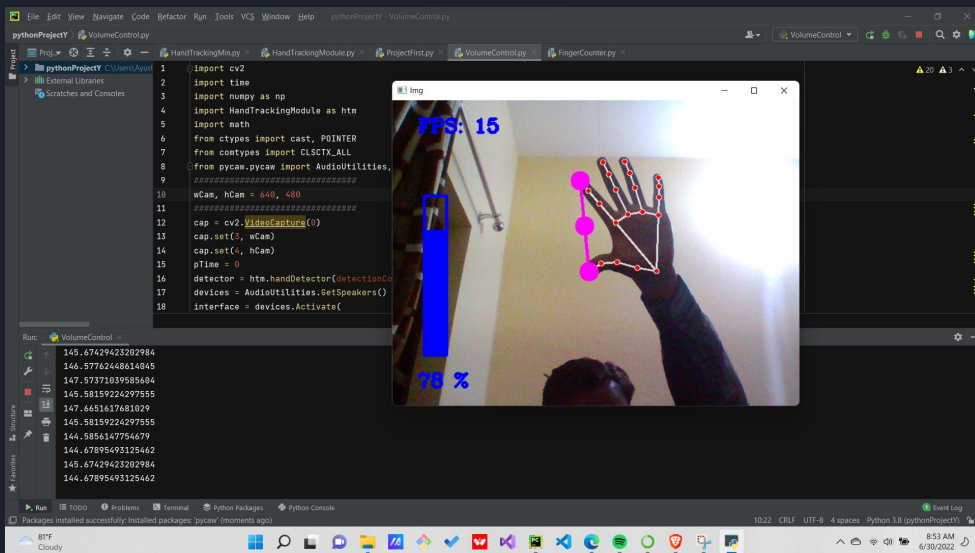 File Edit View Navigate Code Refactor Run Tools VCS Window Help pythonProjectY - VolumeControl.py
pythonProjectY VolumeControl.py
VolumeControl
Project
Proj..
HandTrackingMin.py HandTrackingModule.py ProjectFirst.py VolumeControl.py FingerCounter.py
pythonProjectY C:\Users\Ayus
External Libraries
Scratches and Consoles
20 3
1 import cv2
2 import time
3 import numpy as np
4 import HandTrackingModule as htm
5 import math
6 from ctypes import cast, POINTER
7 from comtypes import CLSCTX_ALL
8 from pycaw.pycaw import AudioUtilities,
9 ################################
10 wCam, hCam = 640, 480
11 ################################
12 cap = cv2.VideoCapture(0)
13 cap.set(3, wCam)
14 cap.set(4, hCam)
15 pTime = 0
16 detector = htm.handDetector(detectionCo
17 devices = AudioUtilities.GetSpeakers()
18 interface = devices.Activate(
Img
FPS: 15
78 %
Run: VolumeControl
145.67429423202984
146.57762448614045
147.57371039585604
145.58159224297555
147.6651617681029
145.58159224297555
144.5856147754679
144.67895493125462
145.67429423202984
144.67895493125462
Structure
Favorites
Run TODO Problems Terminal Python Packages Python Console Event Log
Packages installed successfully: Installed packages: 'pycaw' (moments ago) 10:22 CRLF UTF-8 4 spaces Python 3.8 (pythonProjectY)
81°F
Cloudy
8:53 AM
6/30/2022